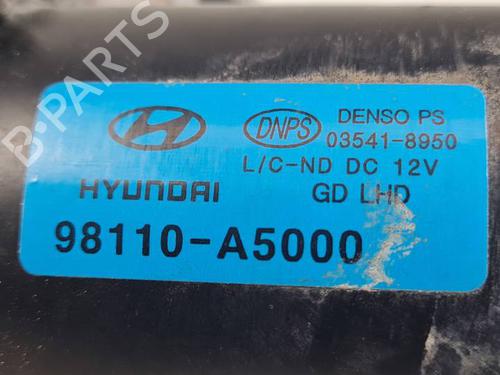 DNPS
DENSO PS
03541-8950
L/C-ND DC 12V
HYUNDAI
GD LHD
98110-A5000
B-PARTS